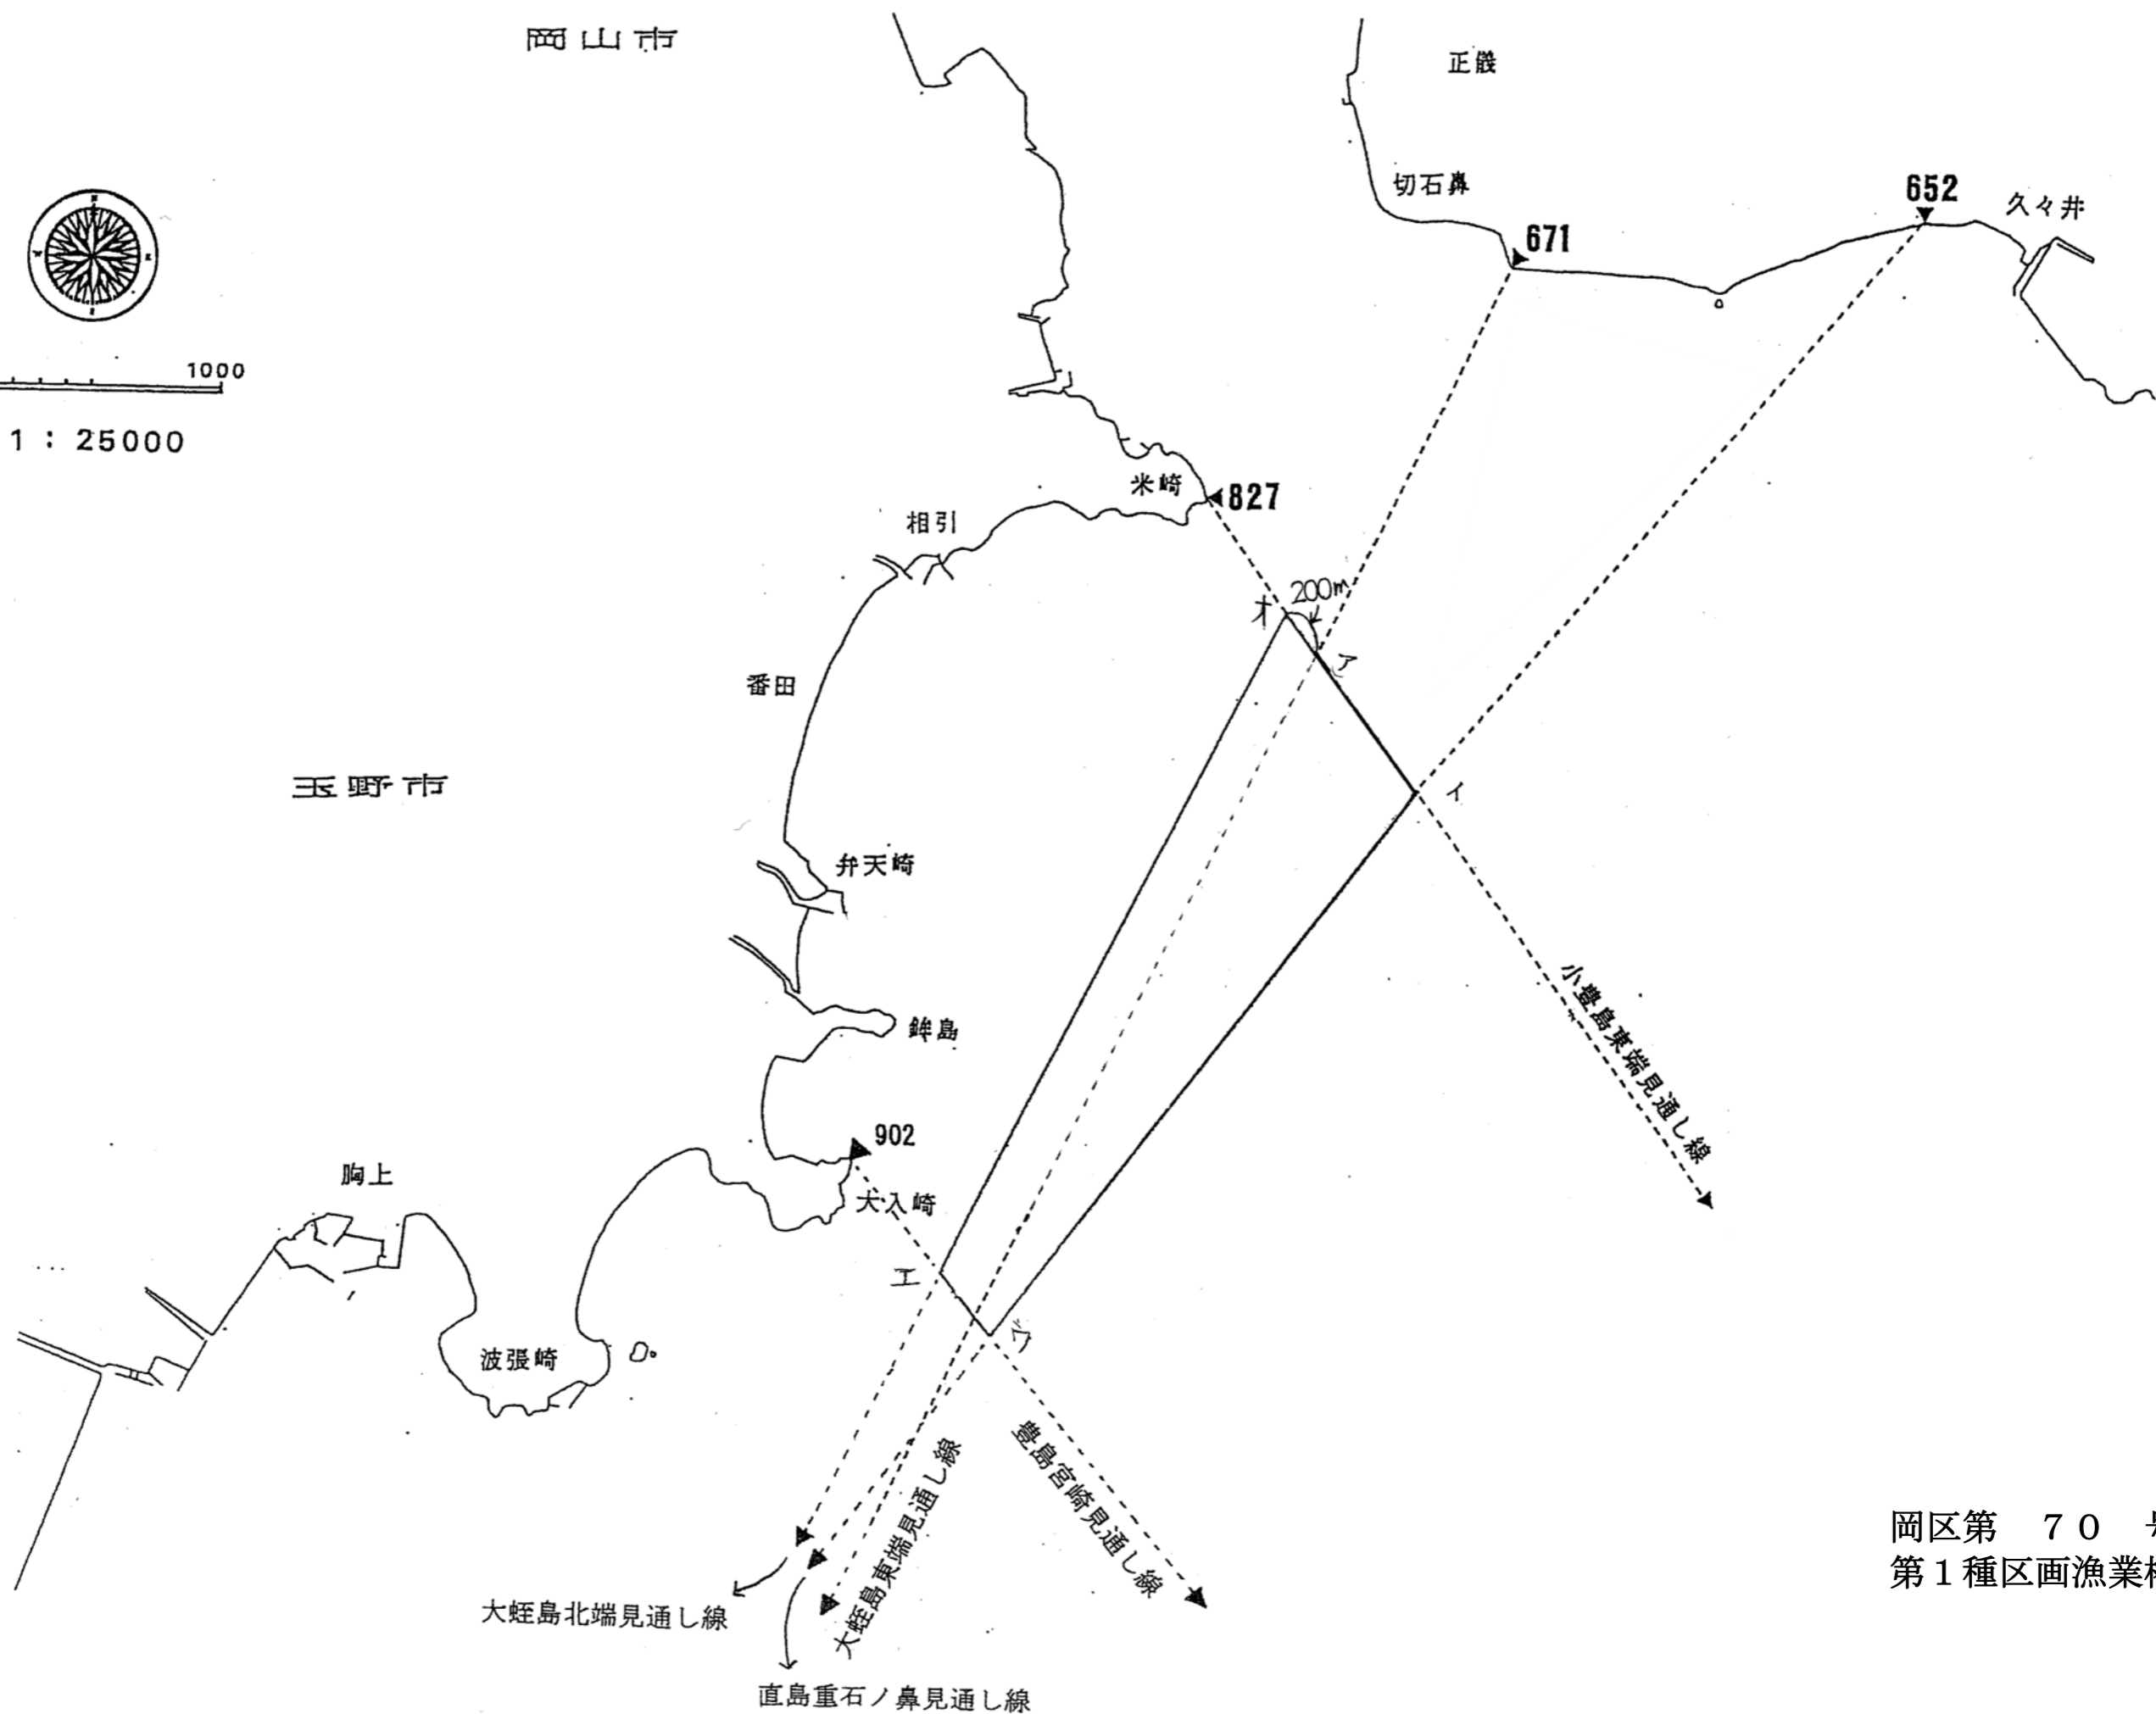 岡山市
正儀
切石鼻
652
久々井
671
1000
1：25000
米崎
827
相引
200m
オ
ア
番田
イ
玉野市
弁天崎
小豊島東端見通し線
鉾島
902
胸上
大入崎
エ
ウ
波張崎
豊島宮崎見通し線
大蛭島東端見通し線
岡区第　７０
第１種区画漁業
大蛭島北端見通し線
直島重石ノ鼻見通し線